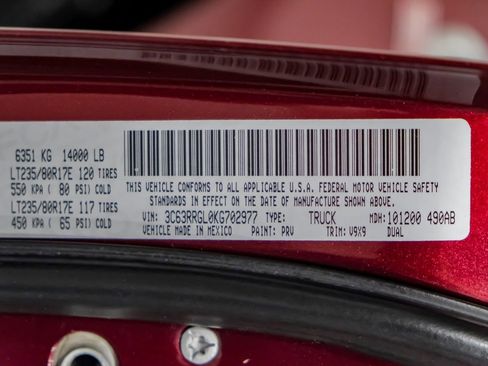 6351 KG 14000 LB
LT235/80R17E 120 TIRES
550 KPA ( 80 PSI) COLD
LT235/80R17E 117 TIRES
450 KPA ( 65 PSI) COLD
THIS VEHICLE CONFORMS TO ALL APPLICABLE U.S.A. FEDERAL MOTOR VEHICLE SAFETY
STANDARDS IN EFFECT ON THE DATE OF MANUFACTURE SHOWN ABOVE.
VIN: 3C63RRGL0KG702977 TYPE: TRUCK MDH: 101200 490AB
VEHICLE MADE IN MEXICO PAINT: PRV TRIM: V9X9 DUAL